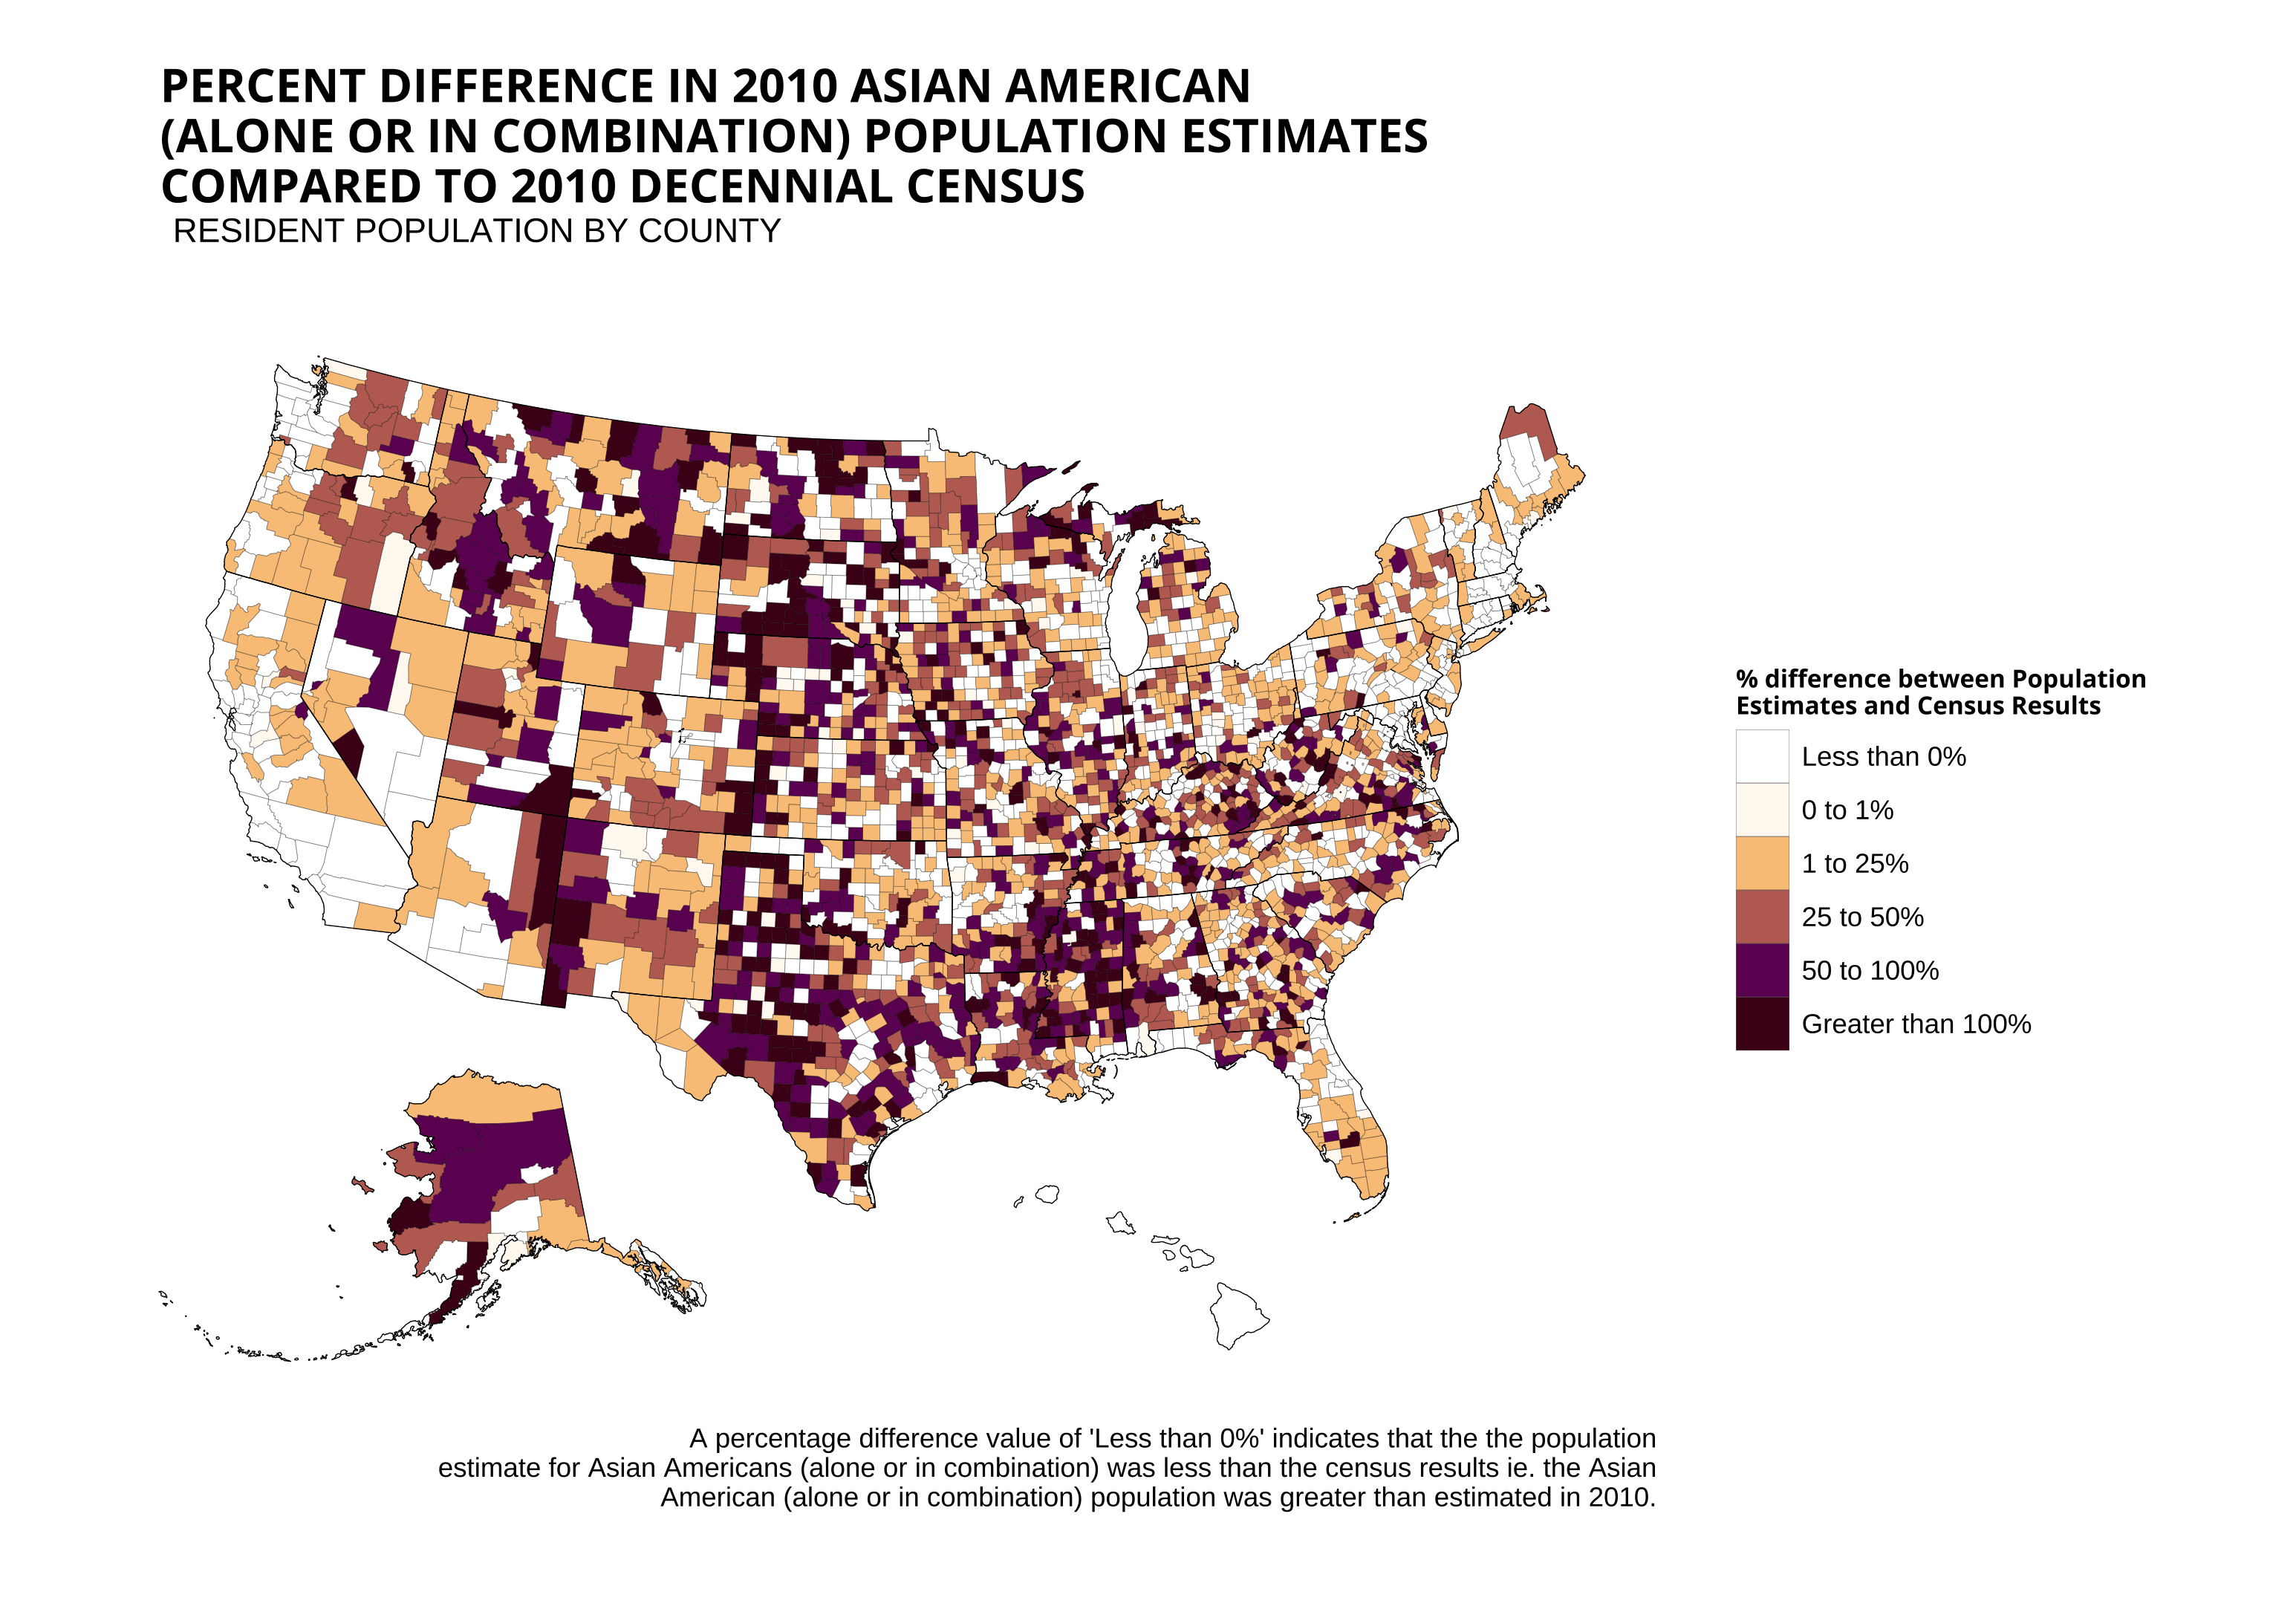 PERCENT DIFFERENCE IN 2010 ASIAN AMERICAN
(ALONE OR IN COMBINATION) POPULATION ESTIMATES
COMPARED TO 2010 DECENNIAL CENSUS
RESIDENT POPULATION BY COUNTY
% difference between Population
Estimates and Census Results
Less than 0%
0 to 1%
1 to 25%
25 to 50%
50 to 100%
Greater than 100%
A percentage difference value of 'Less than 0%' indicates that the the population
estimate for Asian Americans (alone or in combination) was less than the census results ie. the Asian
American (alone or in combination) population was greater than estimated in 2010.